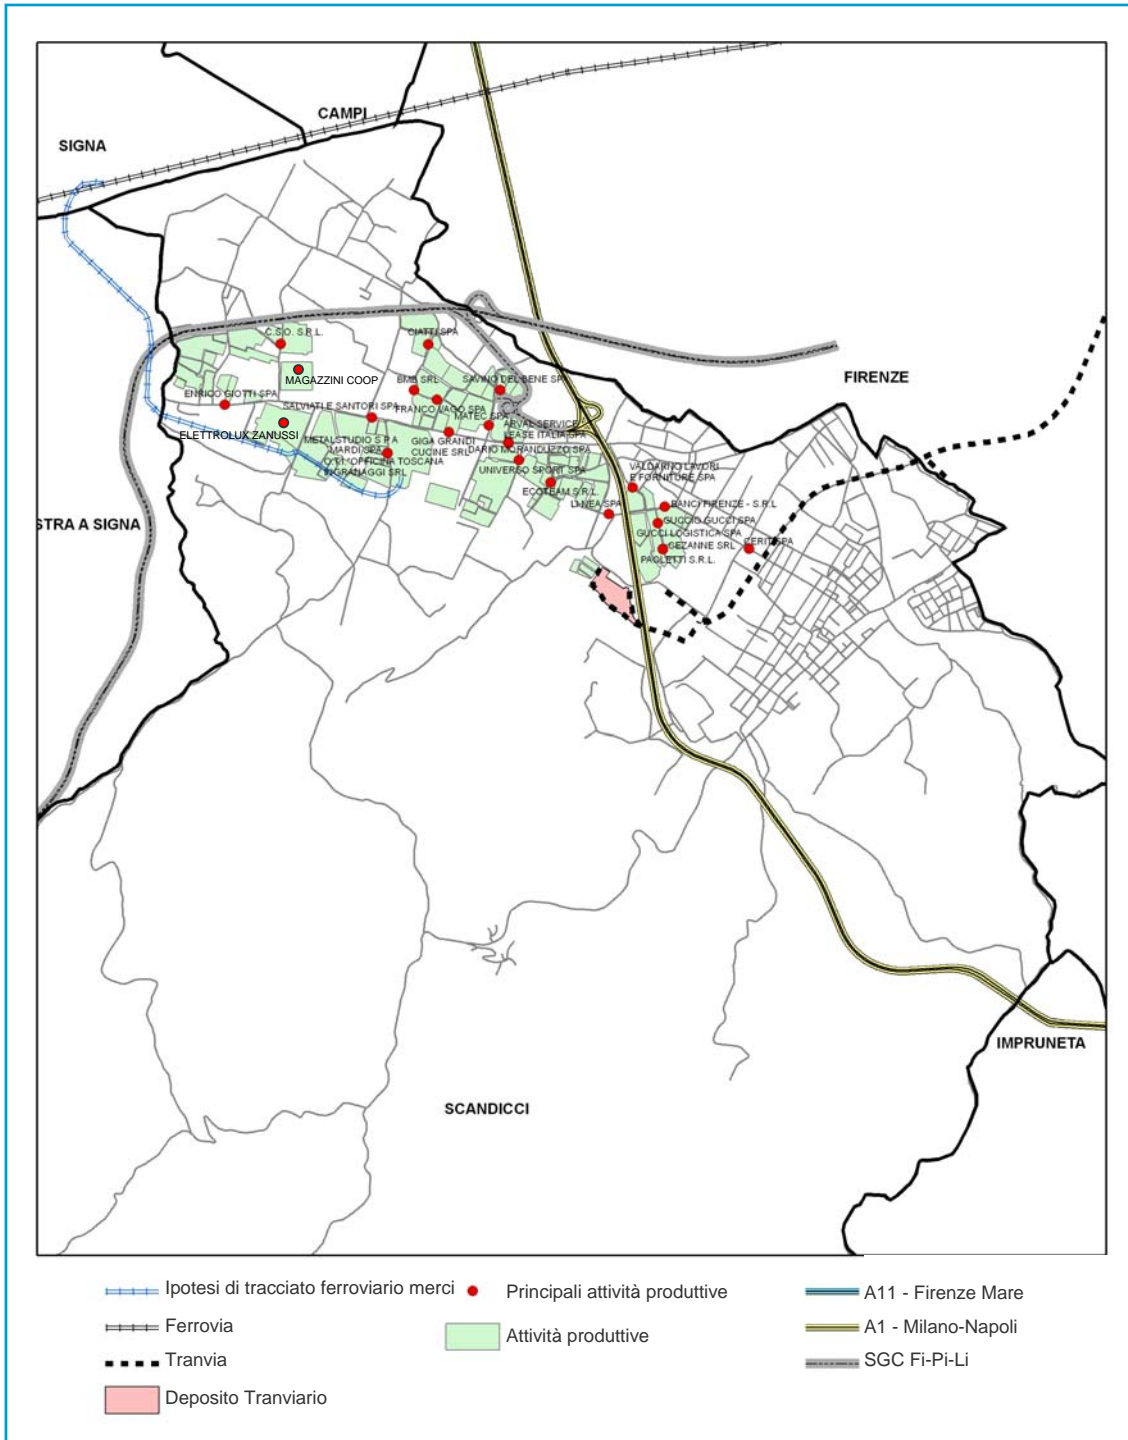 CAMPI
SIGNA
FIRENZE
C.S.O. S.R.L.
CIATTI SPA
MAGAZZINI COOP
BMB SRL
SAVINO DEL BENE SP
ENRICO GIOTTI SPA
SALVIATI E SANTORI SPA
FRANCO VAGO SPA
MATEC SPA
ARVAL SERVICE
LEASE ITALIA SPA
ELETTROLUX ZANUSSI
METALSTUDIO S P A
MARDI SPA
O.T.I. OFFICINA TOSCANA
INGRANAGGI SRL
GIGA GRANDI
CUCINE SRL
DARIO MORANDUZZO SPA
UNIVERSO SPORT SPA
ECOTEAM S.R.L.
LINEA SPA
VALDARNO LAVORI
E FORNITURE SPA
BANCI FIRENZE - S.R.L
GUCCIO GUCCI SPA
GUCCI LOGISTICA SPA
CEZANNE SRL
CERIT SPA
PAOLETTI S.R.L.
STRA A SIGNA
IMPRUNETA
SCANDICCI
Ipotesi di tracciato ferroviario merci
Ferrovia
Tranvia
Deposito Tranviario
Principali attività produttive
Attività produttive
A11 - Firenze Mare
A1 - Milano-Napoli
SGC Fi-Pi-Li